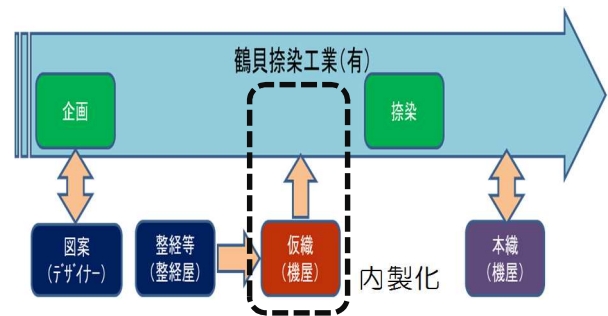 鶴貝捺染工業(有)
企画
捺染
図案
(ﾃﾞｻﾞｲﾅｰ)
整経等
(整経屋)
仮織
(機屋)
内製化
本織
(機屋)